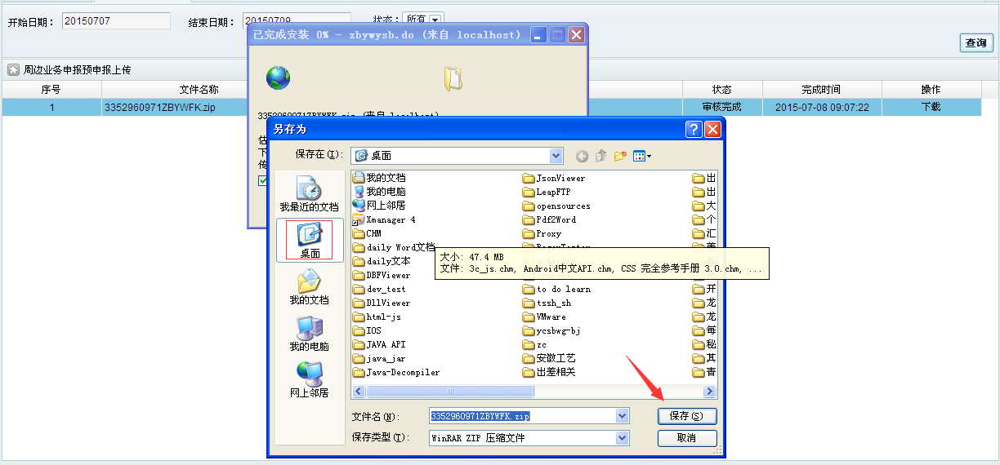 开始日期： 20150707 结束日期： 20150709 状态： 所有
查询
周边业务申报预申报上传
序号 文件名称 状态 完成时间 操作
1 3352960971ZBYWFK.zip 审核完成 2015-07-08 09:07:22 下载
已完成安装 0% - zbywysb.do (来自 localhost)
3352960971ZBYWFK.zip (来自 localhost)
估
下
传
另存为
保存在(I): 桌面
我最近的文档
桌面
我的文档
我的电脑
网上邻居
我的文档
我的电脑
网上邻居
Xmanager 4
CHM
daily Word文档
daily文本
DBFViewer
dev_test
DllViewer
html-js
IOS
JAVA API
java_jar
Java-Decompiler
JsonViewer
LeapFTP
opensources
Pdf2Word
Proxy
to do learn
tssh_sh
VMware
ycsbwg-bj
zc
安徽工艺
出差相关
出
出
大
个
汇
开
龙
龙
每
秘
其
青
大小: 47.4 MB
文件: 3c_js.chm, Android中文API.chm, CSS 完全参考手册 3.0.chm, ...
文件名(N): 3352960971ZBYWFK.zip 保存(S)
保存类型(T): WinRAR ZIP 压缩文件 取消